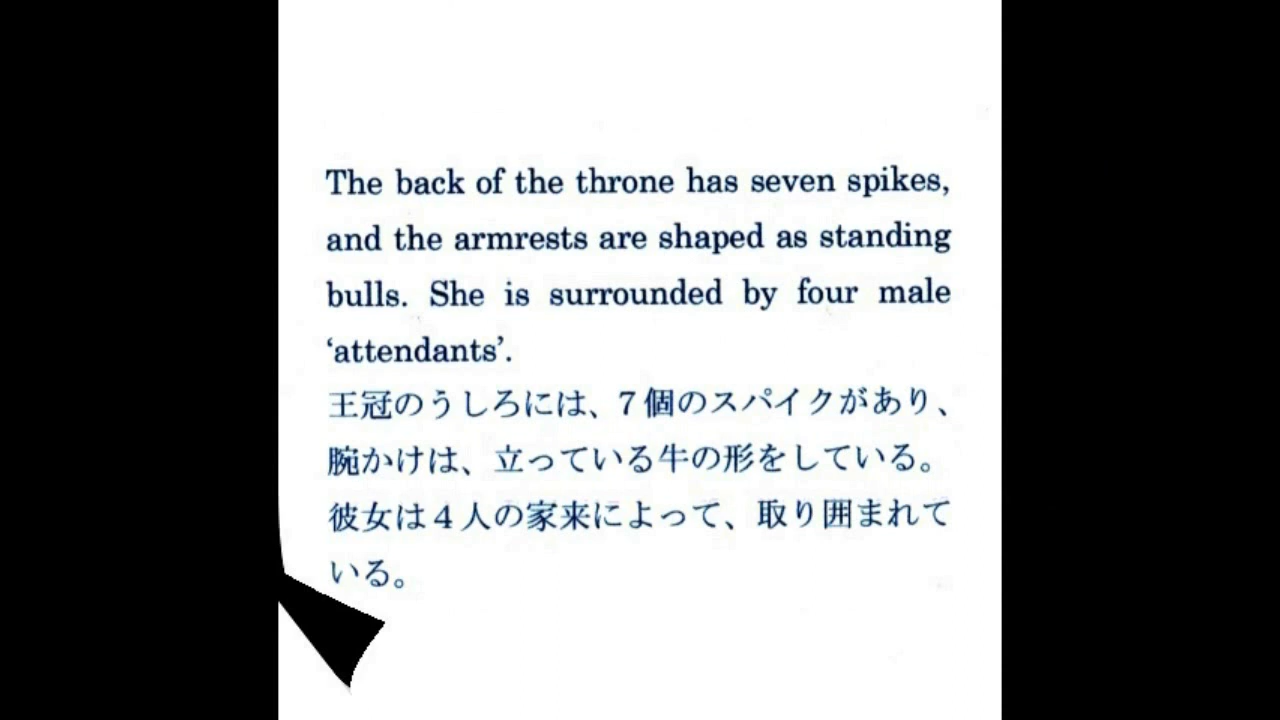 The back of the throne has seven spikes,
and the armrests are shaped as standing
bulls. She is surrounded by four male
‘attendants’.
王冠のうしろには、７個のスパイクがあり、
腕かけは、立っている牛の形をしている。
彼女は４人の家来によって、取り囲まれて
いる。